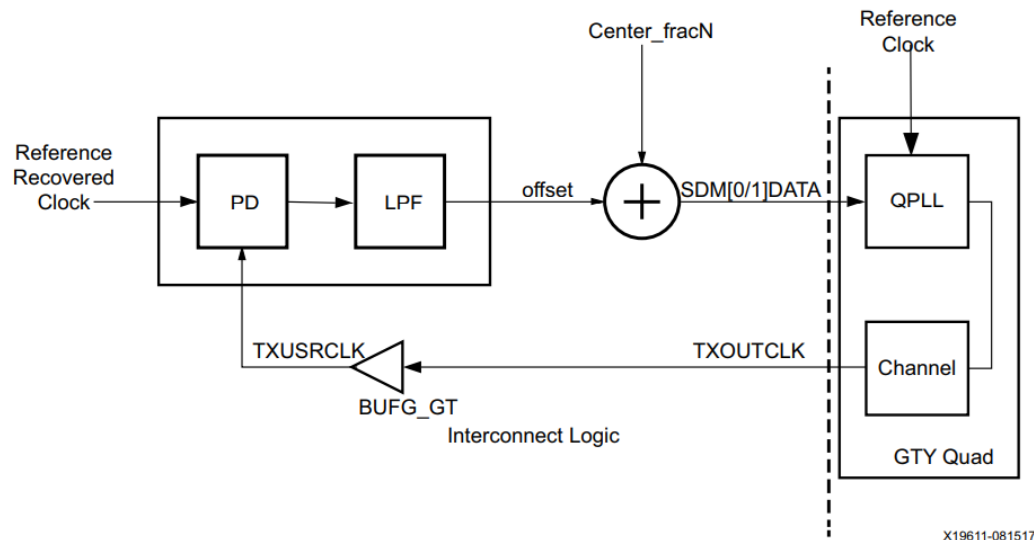 Center_fracN
Reference
Clock
Reference
Recovered
Clock
PD
LPF
offset
SDM[0/1]DATA
QPLL
TXUSRCLK
TXOUTCLK
Channel
BUFG_GT
Interconnect Logic
GTY Quad
X19611-081517